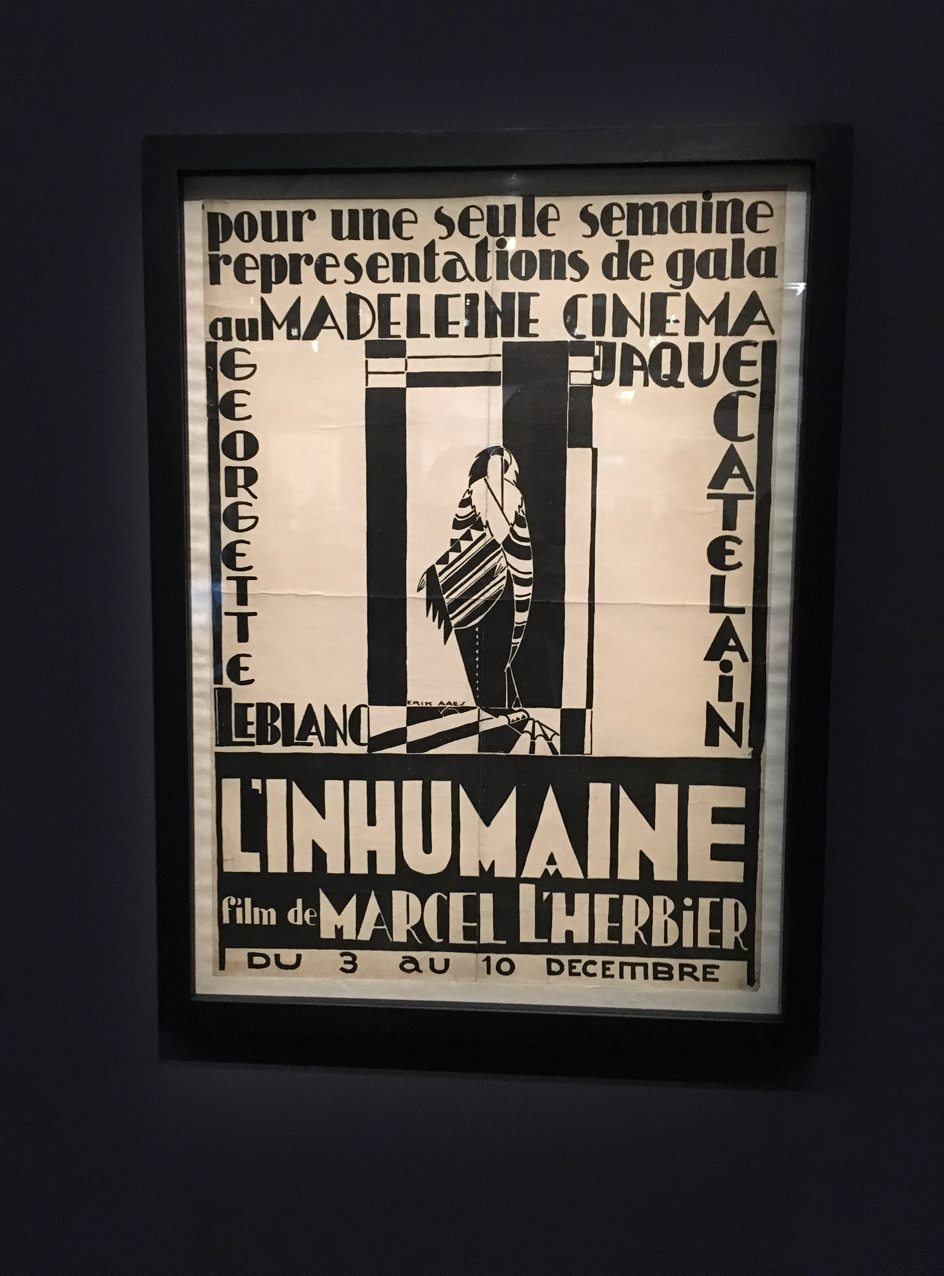 pour une seule semaine
representations de gala
au MADELEINE CINEMA
GEORGETTE
LEBLANC
JAQUE
CATELAiN
ERIK AAES
L'INHUMAINE
film de MARCEL L'HERBiER
DU 3 au 10 DECEMBRE